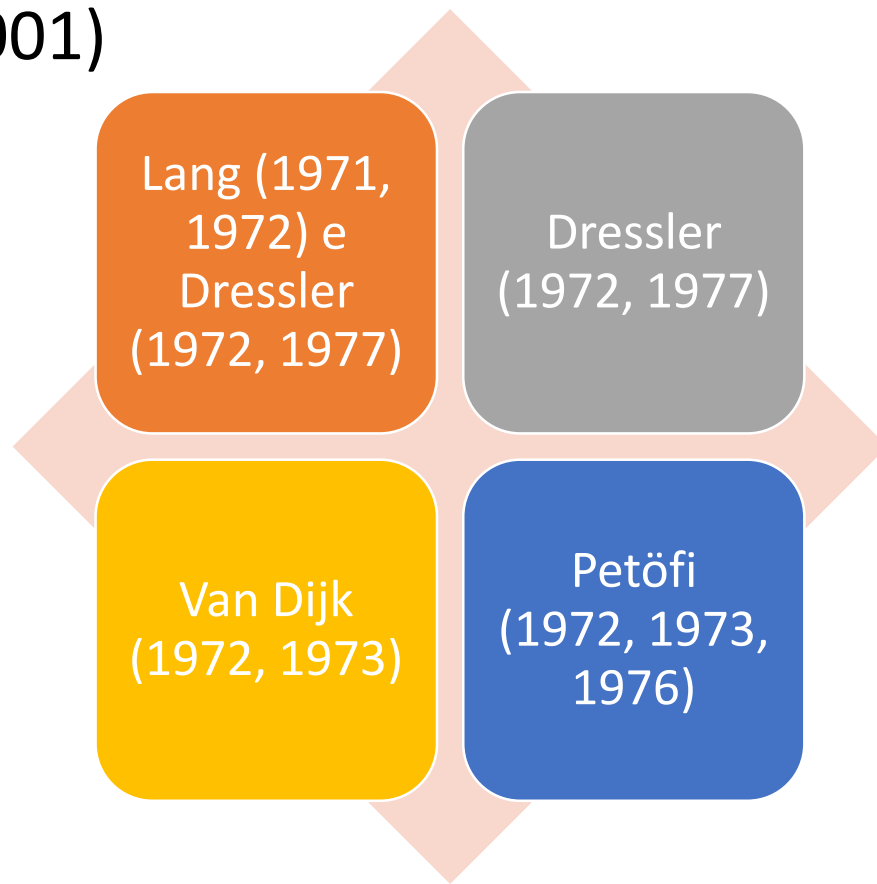 001)
Lang (1971,
1972) e
Dressler
(1972, 1977)
Dressler
(1972, 1977)
Van Dijk
(1972, 1973)
Petöfi
(1972, 1973,
1976)